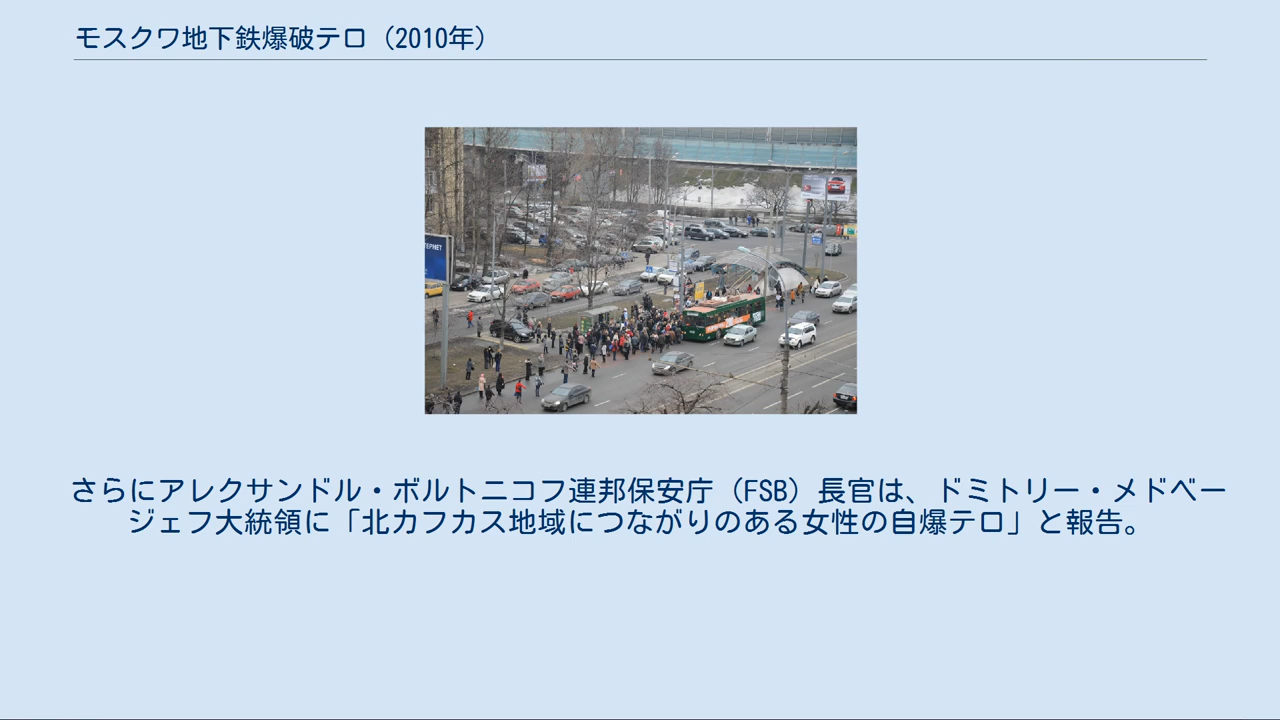 モスクワ地下鉄爆破テロ（2010年）
さらにアレクサンドル・ボルトニコフ連邦保安庁（FSB）長官は、ドミトリー・メドベー
ジェフ大統領に「北カフカス地域につながりのある女性の自爆テロ」と報告。